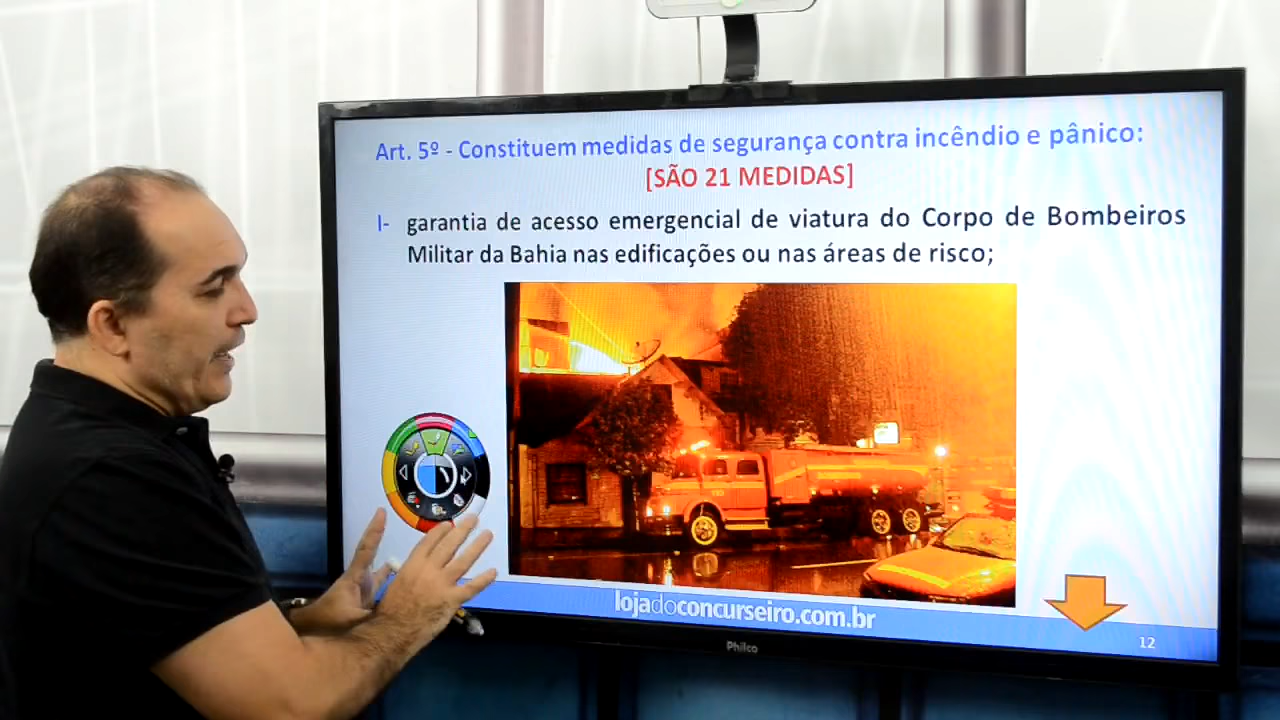 Art. 5º - Constituem medidas de segurança contra incêndio e pânico:
[SÃO 21 MEDIDAS]
I- garantia de acesso emergencial de viatura do Corpo de Bombeiros
Militar da Bahia nas edificações ou nas áreas de risco;
lojadoconcurseiro.com.br
12
Philco